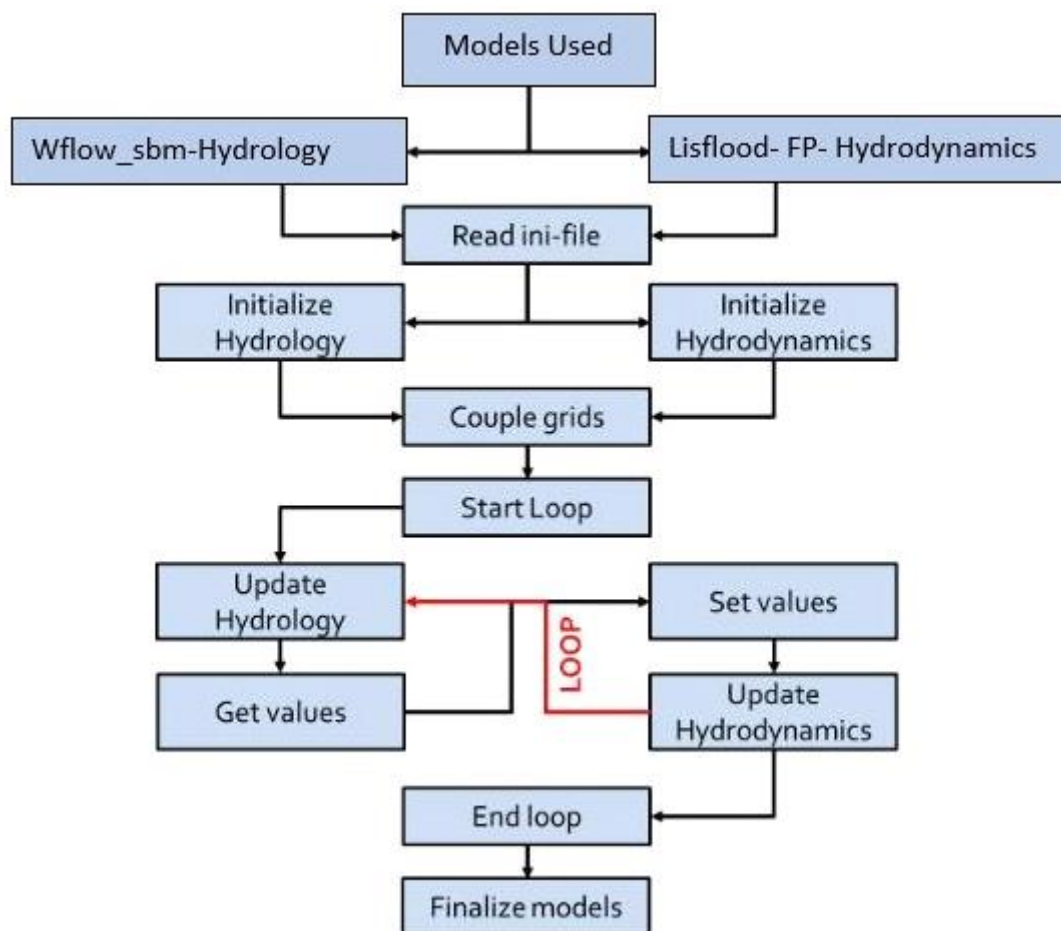 Models Used
Wflow_sbm-Hydrology
Lisflood- FP- Hydrodynamics
Read ini-file
Initialize
Hydrology
Initialize
Hydrodynamics
Couple grids
Start Loop
Update
Hydrology
Set values
LOOP
Get values
Update
Hydrodynamics
End loop
Finalize models